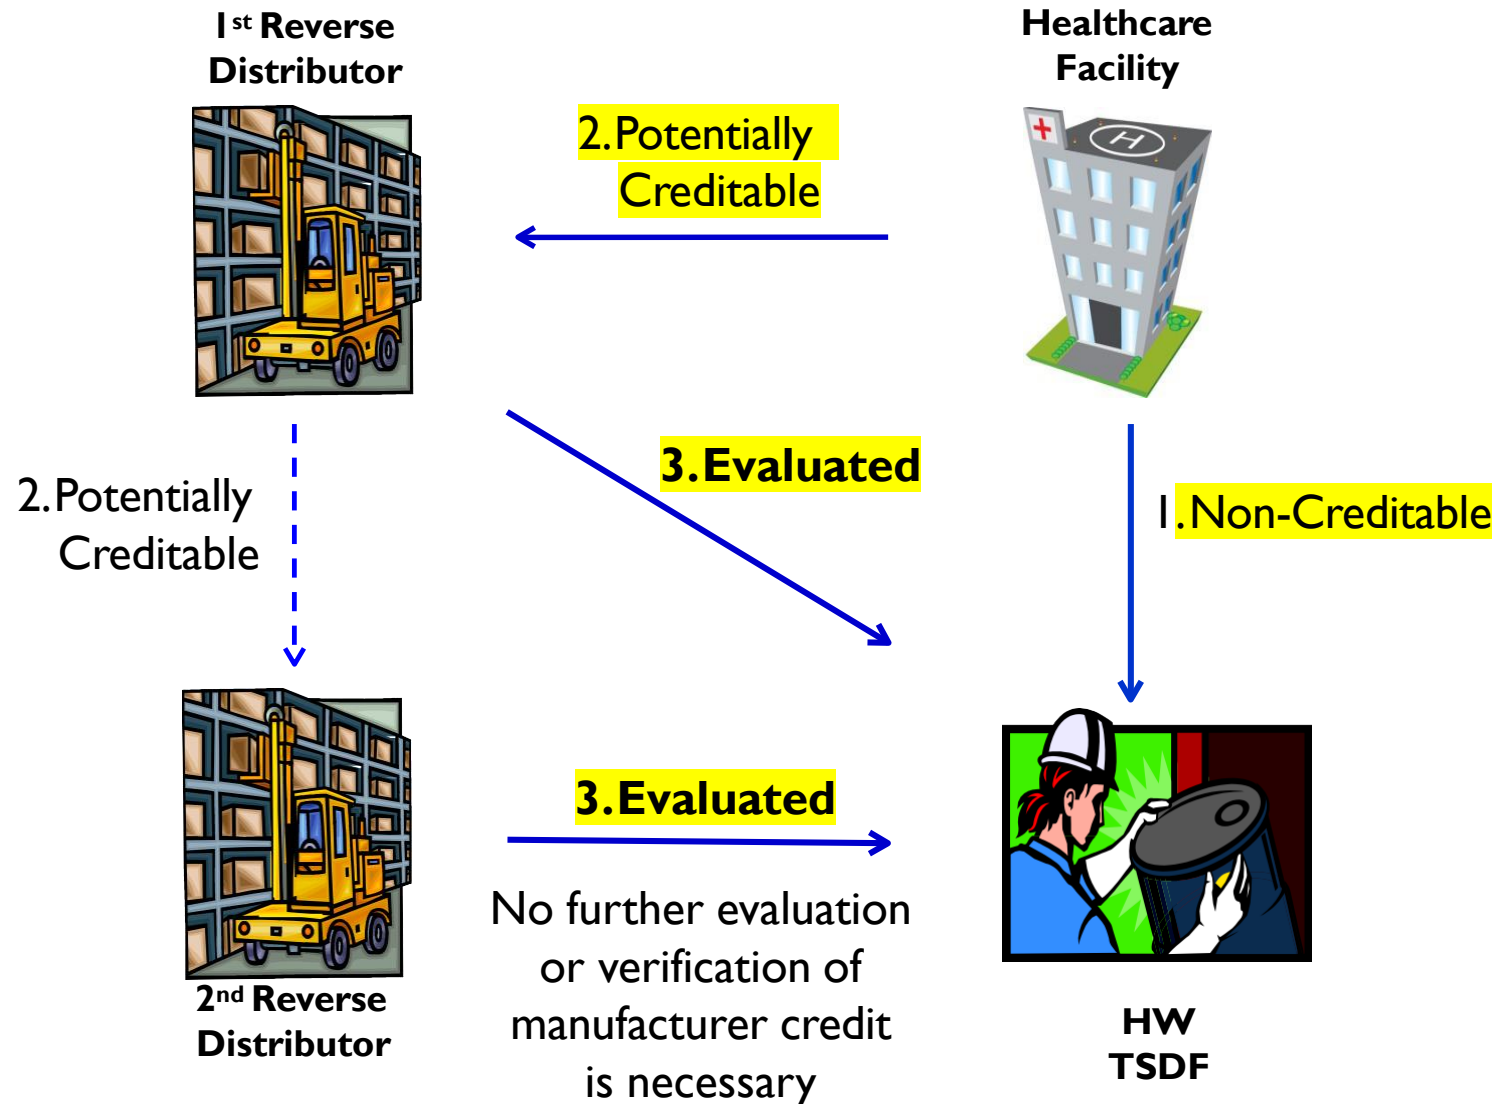 1st Reverse
Distributor
Healthcare
Facility
2. Potentially
Creditable
H
3. Evaluated
2. Potentially
Creditable
1. Non-Creditable
3. Evaluated
No further evaluation
or verification of
manufacturer credit
is necessary
2nd Reverse
Distributor
HW
TSDF